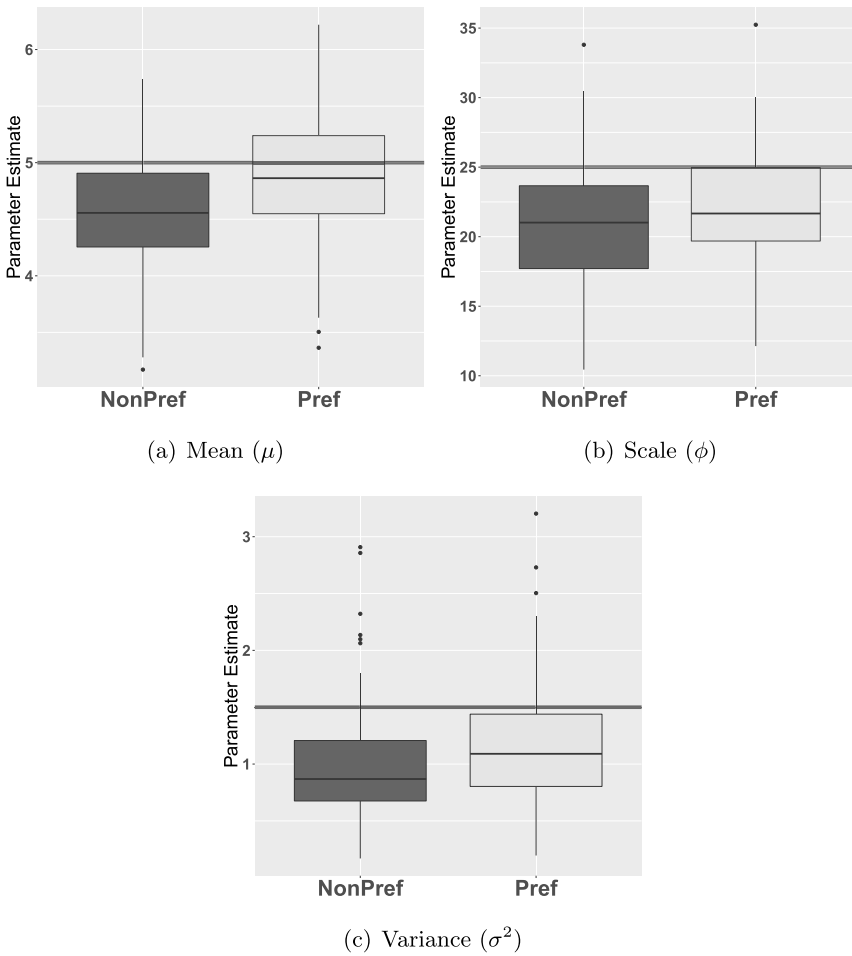 Parameter Estimate
6
5
4
NonPref Pref
(a) Mean (μ)
Parameter Estimate
35
30
25
20
15
10
NonPref Pref
(b) Scale (ϕ)
Parameter Estimate
3
2
1
NonPref Pref
(c) Variance (σ²)